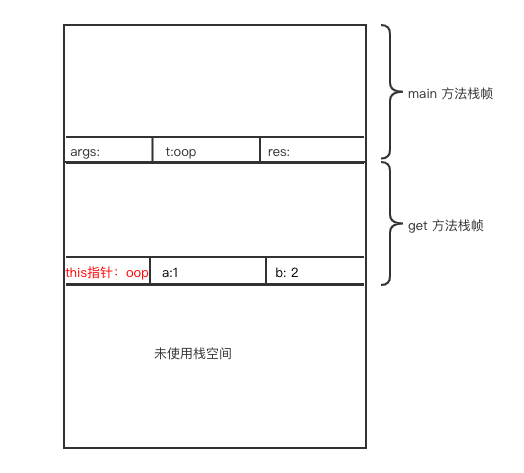 main 方法栈帧
args:
t:oop
res:
get 方法栈帧
this指针：oop
a:1
b: 2
未使用栈空间